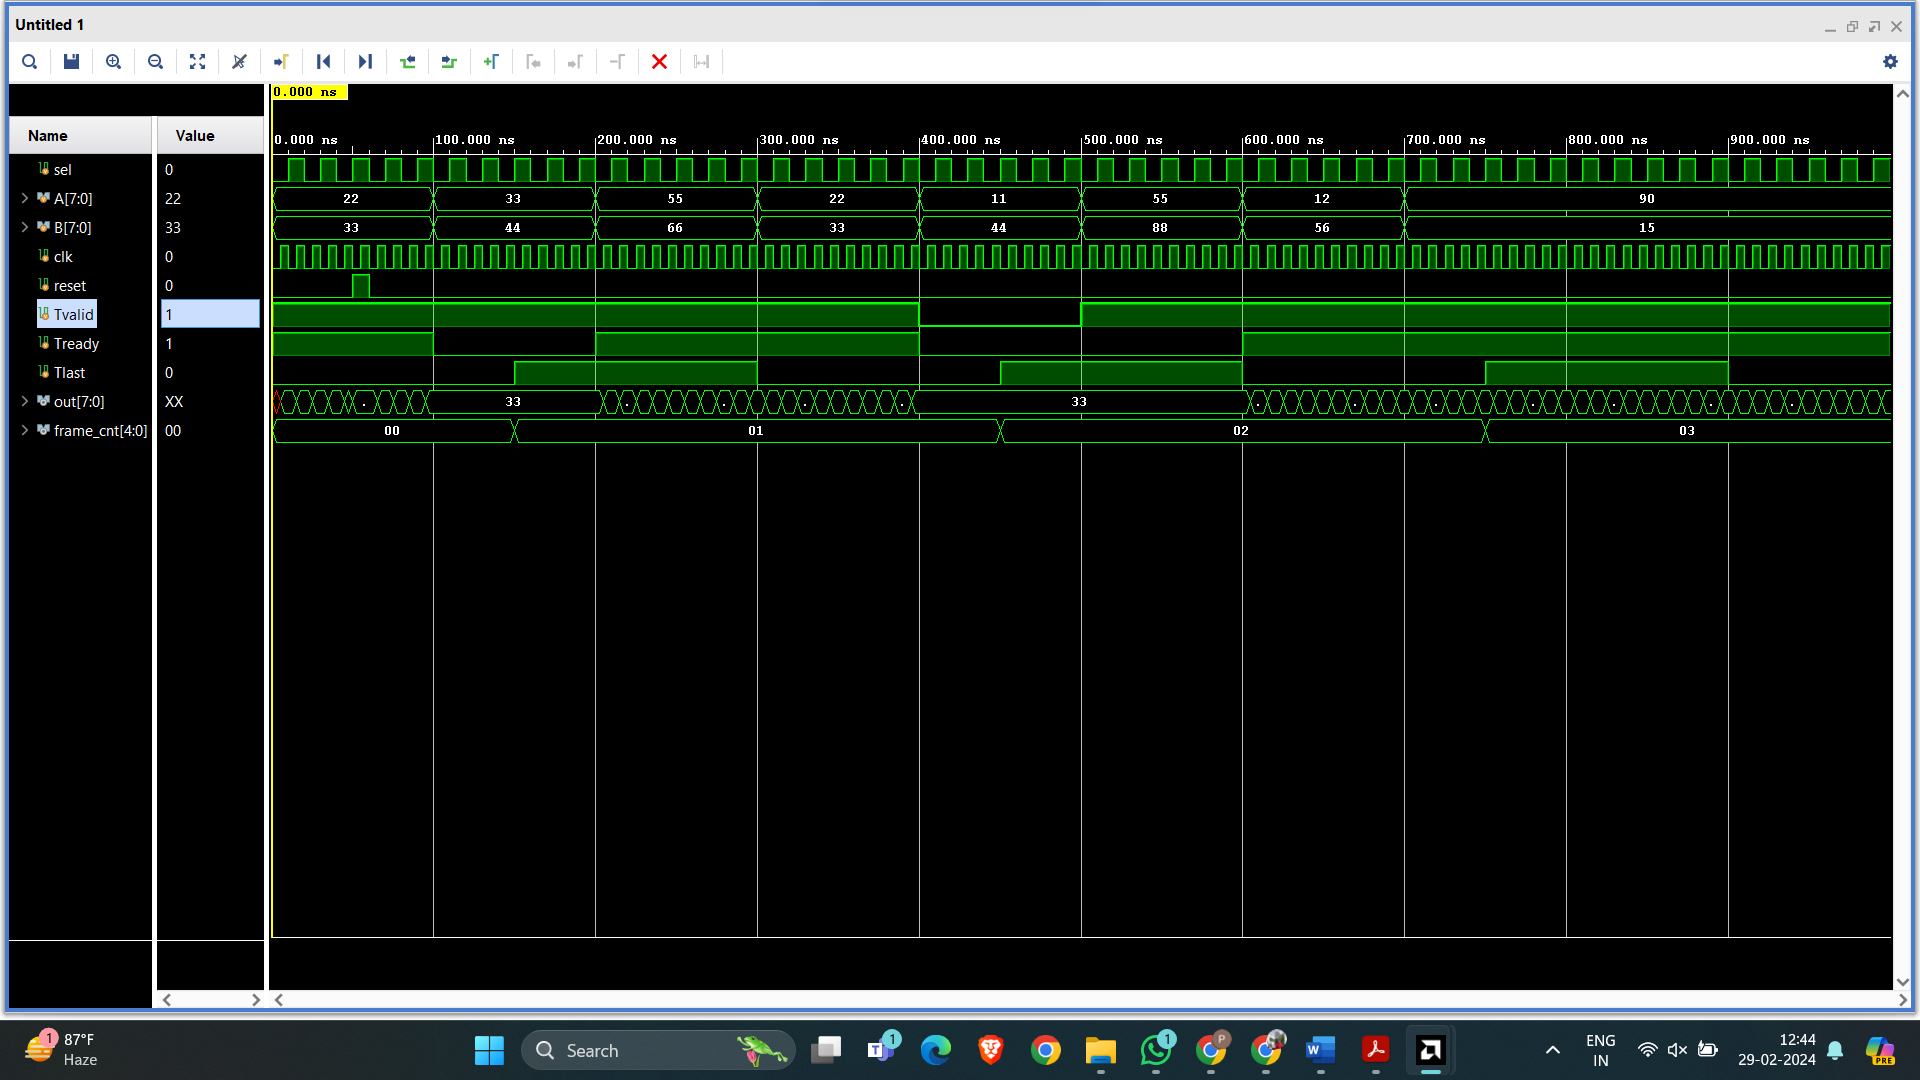 Untitled 1
0.000 ns
Name Value
0.000 ns 100.000 ns 200.000 ns 300.000 ns 400.000 ns 500.000 ns 600.000 ns 700.000 ns 800.000 ns 900.000 ns
sel 0
A[7:0] 22 22 33 55 22 11 55 12 90
B[7:0] 33 33 44 66 33 44 88 56 15
clk 0
reset 0
Tvalid 1
Tready 1
Tlast 0
out[7:0] XX . 33 . . . . 33 . . . . . . .
frame_cnt[4:0] 00 00 01 02 03
1 87°F
Haze
Search
1
1
P
W
ENG
IN
12:44
29-02-2024
PRE